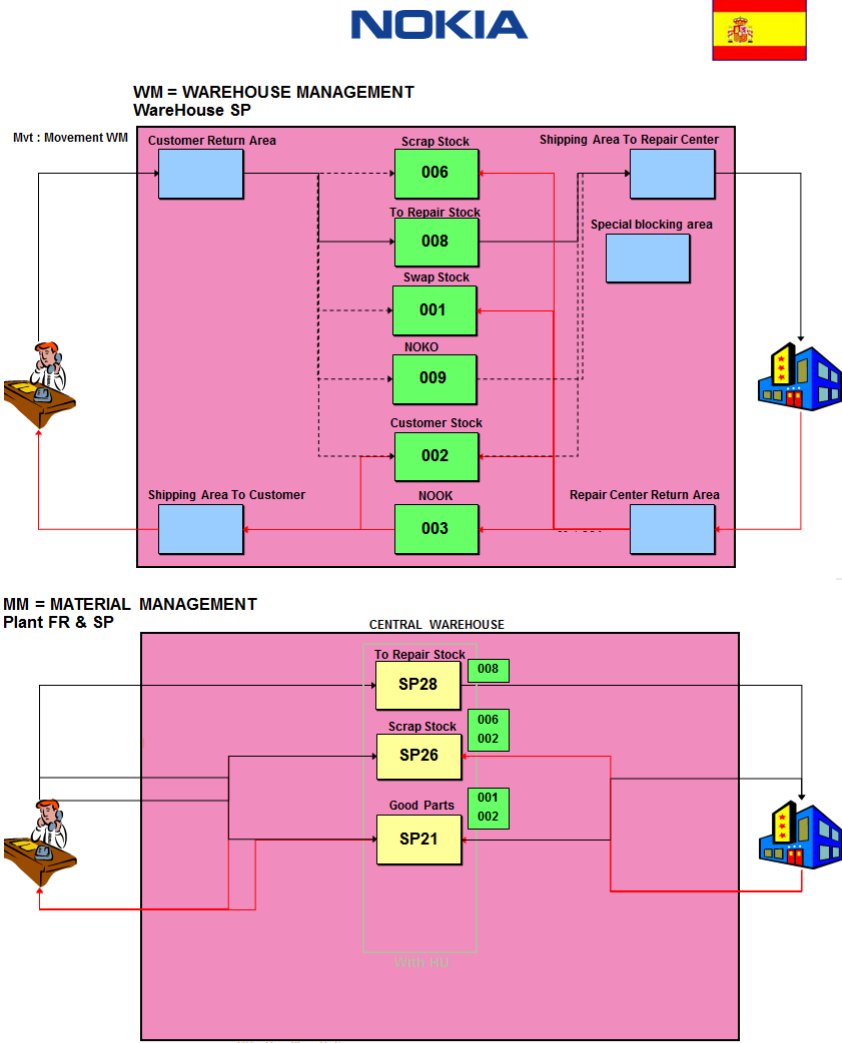 NOKIA
WM = WAREHOUSE MANAGEMENT
WareHouse SP
Mvt : Movement WM
Customer Return Area
Scrap Stock
Shipping Area To Repair Center
006
To Repair Stock
008
Special blocking area
Swap Stock
001
NOKO
009
Customer Stock
002
Shipping Area To Customer
NOOK
Repair Center Return Area
003
MM = MATERIAL MANAGEMENT
Plant FR & SP
CENTRAL WAREHOUSE
To Repair Stock
008
SP28
Scrap Stock
006
002
SP26
Good Parts
001
002
SP21
With HU